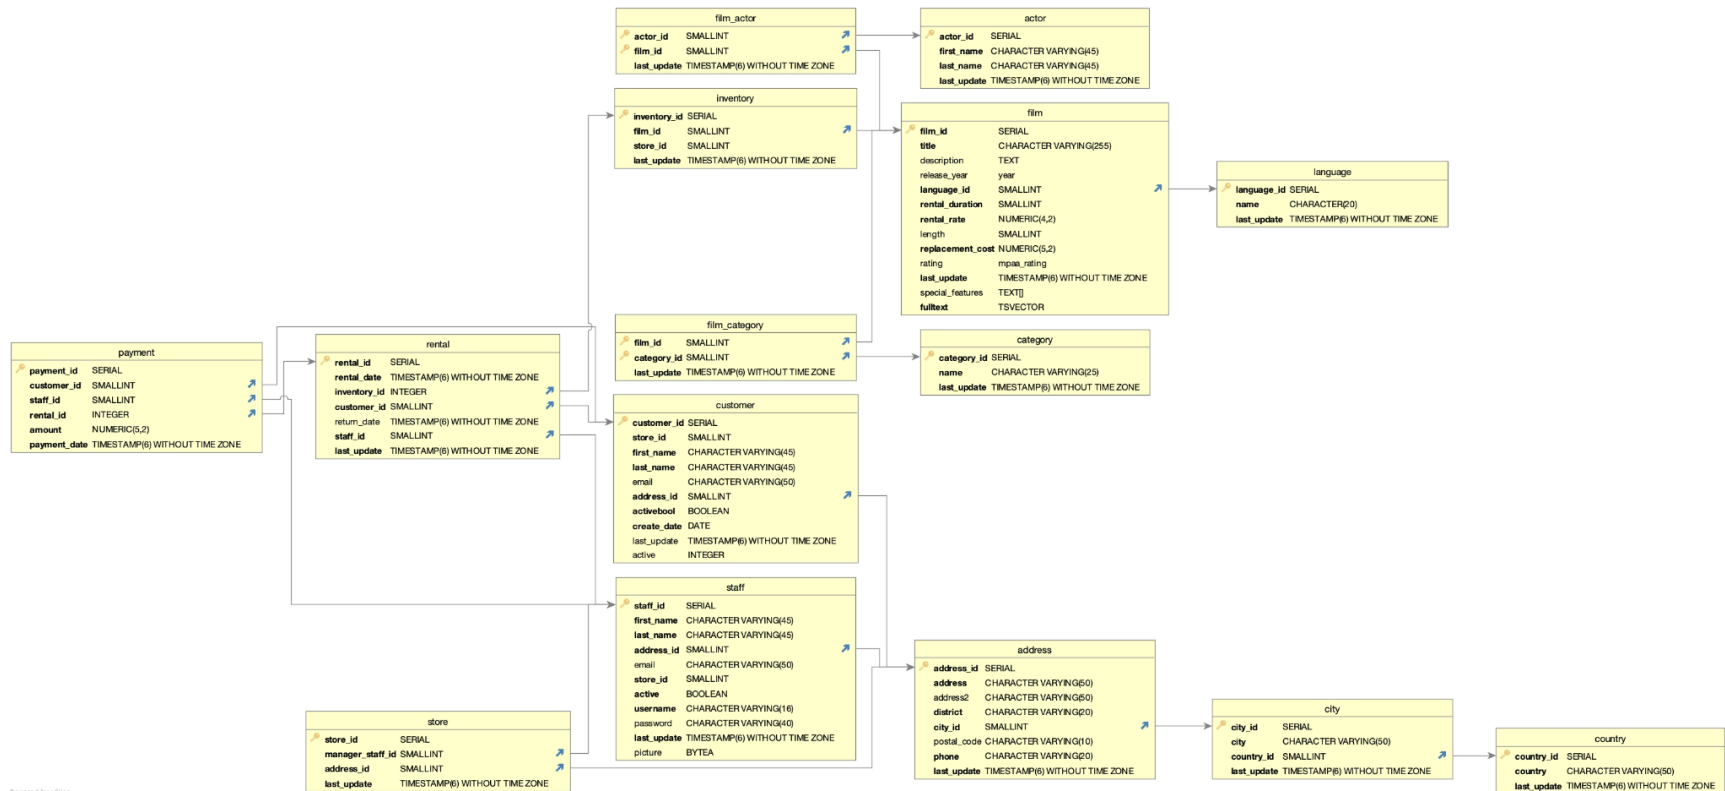 film_actor
actor_id SMALLINT
film_id SMALLINT
last_update TIMESTAMP(6) WITHOUT TIME ZONE
actor
actor_id SERIAL
first_name CHARACTER VARYING(45)
last_name CHARACTER VARYING(45)
last_update TIMESTAMP(6) WITHOUT TIME ZONE
inventory
inventory_id SERIAL
film_id SMALLINT
store_id SMALLINT
last_update TIMESTAMP(6) WITHOUT TIME ZONE
film
film_id SERIAL
title CHARACTER VARYING(255)
description TEXT
release_year year
language_id SMALLINT
rental_duration SMALLINT
rental_rate NUMERIC(4,2)
length SMALLINT
replacement_cost NUMERIC(5,2)
rating mpaa_rating
last_update TIMESTAMP(6) WITHOUT TIME ZONE
special_features TEXT[]
fulltext TSVECTOR
language
language_id SERIAL
name CHARACTER(20)
last_update TIMESTAMP(6) WITHOUT TIME ZONE
payment
payment_id SERIAL
customer_id SMALLINT
staff_id SMALLINT
rental_id INTEGER
amount NUMERIC(5,2)
payment_date TIMESTAMP(6) WITHOUT TIME ZONE
rental
rental_id SERIAL
rental_date TIMESTAMP(6) WITHOUT TIME ZONE
inventory_id INTEGER
customer_id SMALLINT
return_date TIMESTAMP(6) WITHOUT TIME ZONE
staff_id SMALLINT
last_update TIMESTAMP(6) WITHOUT TIME ZONE
film_category
film_id SMALLINT
category_id SMALLINT
last_update TIMESTAMP(6) WITHOUT TIME ZONE
category
category_id SERIAL
name CHARACTER VARYING(25)
last_update TIMESTAMP(6) WITHOUT TIME ZONE
customer
customer_id SERIAL
store_id SMALLINT
first_name CHARACTER VARYING(45)
last_name CHARACTER VARYING(45)
email CHARACTER VARYING(50)
address_id SMALLINT
activebool BOOLEAN
create_date DATE
last_update TIMESTAMP(6) WITHOUT TIME ZONE
active INTEGER
staff
staff_id SERIAL
first_name CHARACTER VARYING(45)
last_name CHARACTER VARYING(45)
address_id SMALLINT
email CHARACTER VARYING(50)
store_id SMALLINT
active BOOLEAN
username CHARACTER VARYING(16)
password CHARACTER VARYING(40)
last_update TIMESTAMP(6) WITHOUT TIME ZONE
picture BYTEA
store
store_id SERIAL
manager_staff_id SMALLINT
address_id SMALLINT
last_update TIMESTAMP(6) WITHOUT TIME ZONE
address
address_id SERIAL
address CHARACTER VARYING(50)
address2 CHARACTER VARYING(50)
district CHARACTER VARYING(20)
city_id SMALLINT
postal_code CHARACTER VARYING(10)
phone CHARACTER VARYING(20)
last_update TIMESTAMP(6) WITHOUT TIME ZONE
city
city_id SERIAL
city CHARACTER VARYING(50)
country_id SMALLINT
last_update TIMESTAMP(6) WITHOUT TIME ZONE
country
country_id SERIAL
country CHARACTER VARYING(50)
last_update TIMESTAMP(6) WITHOUT TIME ZONE